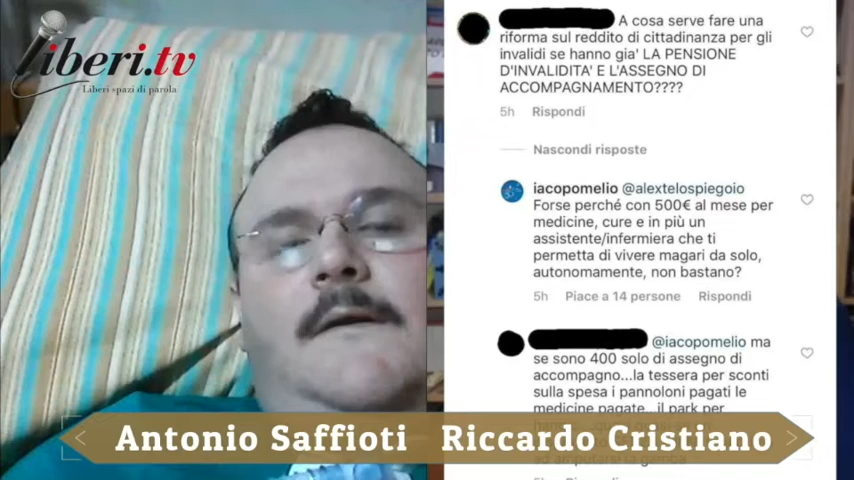 liberi.tv
Liberi spazi di parola
A cosa serve fare una
riforma sul reddito di cittadinanza per gli
invalidi se hanno gia' LA PENSIONE
D'INVALIDITA' E L'ASSEGNO DI
ACCOMPAGNAMENTO????
5h Rispondi
Nascondi risposte
iacopomelio @alextelospiegoio
Forse perché con 500€ al mese per
medicine, cure e in più un
assistente/infermiera che ti
permetta di vivere magari da solo,
autonomamente, non bastano?
5h Piace a 14 persone Rispondi
@iacopomelio ma
se sono 400 solo di assegno di
accompagno...la tessera per sconti
sulla spesa i pannoloni pagati le
medicine pagate...il park per
Antonio Saffioti Riccardo Cristiano